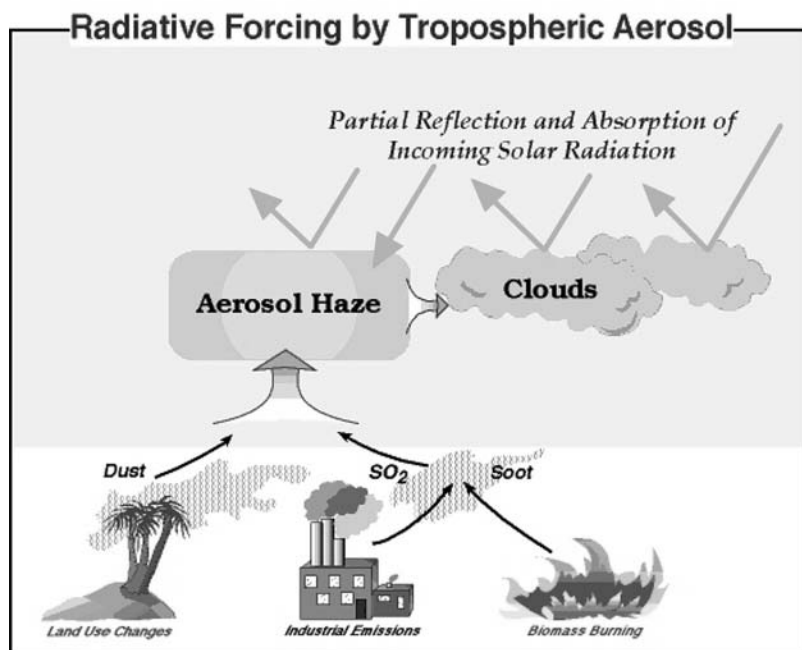 Radiative Forcing by Tropospheric Aerosol
Partial Reflection and Absorption of
Incoming Solar Radiation
Aerosol Haze
Clouds
Dust
SO₂
Soot
Land Use Changes
Industrial Emissions
Biomass Burning